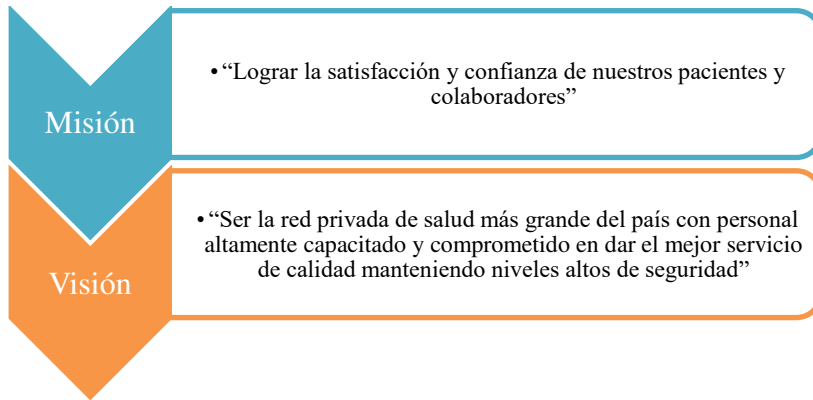 Misión
• “Lograr la satisfacción y confianza de nuestros pacientes y
colaboradores”
Visión
• “Ser la red privada de salud más grande del país con personal
altamente capacitado y comprometido en dar el mejor servicio
de calidad manteniendo niveles altos de seguridad”